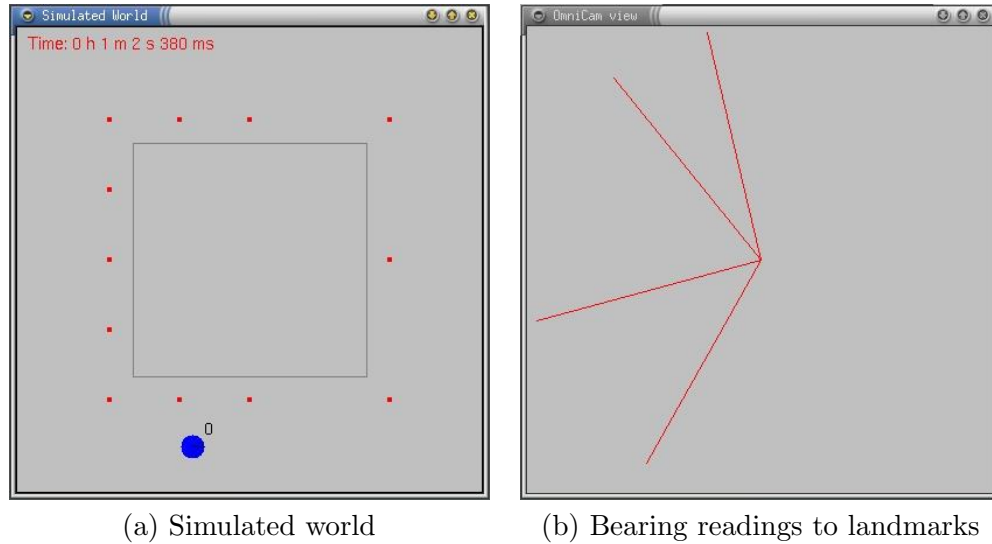 Simulated World
Time: 0 h 1 m 2 s 380 ms
0
OmniCam view
(a) Simulated world
(b) Bearing readings to landmarks